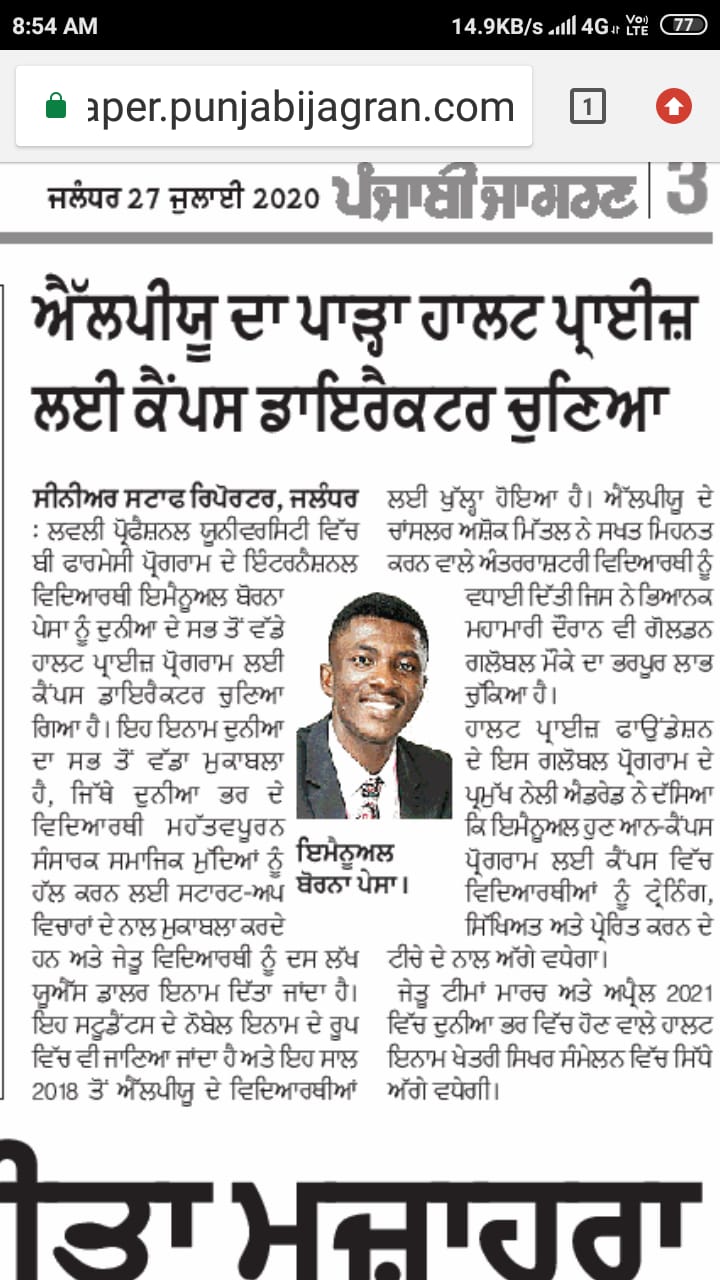 8:54 AM
14.9KB/s 4G VoLTE 77
aper.punjabijagran.com
1
ਜਲੰਧਰ 27 ਜੁਲਾਈ 2020 ਪੰਜਾਬੀ ਜਾਗਰਣ 3
ਐੱਲਪੀਯੂ ਦਾ ਪਾੜ੍ਹਾ ਹਾਲਟ ਪ੍ਰਾਈਜ਼
ਲਈ ਕੈਂਪਸ ਡਾਇਰੈਕਟਰ ਚੁਣਿਆ
ਸੀਨੀਅਰ ਸਟਾਫ ਰਿਪੋਰਟਰ, ਜਲੰਧਰ
: ਲਵਲੀ ਪ੍ਰੋਫੈਸ਼ਨਲ ਯੂਨੀਵਰਸਿਟੀ ਵਿੱਚ
ਬੀ ਫਾਰਮੇਸੀ ਪ੍ਰੋਗਰਾਮ ਦੇ ਇੰਟਰਨੈਸ਼ਨਲ
ਵਿਦਿਆਰਥੀ ਇਮੈਨੂਅਲ ਬੋਰਨਾ
ਪੇਸਾ ਨੂੰ ਦੁਨੀਆ ਦੇ ਸਭ ਤੋਂ ਵੱਡੇ
ਹਾਲਟ ਪ੍ਰਾਈਜ਼ ਪ੍ਰੋਗਰਾਮ ਲਈ
ਕੈਂਪਸ ਡਾਇਰੈਕਟਰ ਚੁਣਿਆ
ਗਿਆ ਹੈ। ਇਹ ਇਨਾਮ ਦੁਨੀਆ
ਦਾ ਸਭ ਤੋਂ ਵੱਡਾ ਮੁਕਾਬਲਾ
ਹੈ, ਜਿੱਥੇ ਦੁਨੀਆ ਭਰ ਦੇ
ਵਿਦਿਆਰਥੀ ਮਹੱਤਵਪੂਰਨ
ਸੰਸਾਰਕ ਸਮਾਜਿਕ ਮੁੱਦਿਆਂ ਨੂੰ
ਹੱਲ ਕਰਨ ਲਈ ਸਟਾਰਟ-ਅਪ
ਵਿਚਾਰਾਂ ਦੇ ਨਾਲ ਮੁਕਾਬਲਾ ਕਰਦੇ
ਹਨ ਅਤੇ ਜੇਤੂ ਵਿਦਿਆਰਥੀ ਨੂੰ ਦਸ ਲੱਖ
ਯੂਐੱਸ ਡਾਲਰ ਇਨਾਮ ਦਿੱਤਾ ਜਾਂਦਾ ਹੈ।
ਇਹ ਸਟੂਡੈਂਟਸ ਦੇ ਨੋਬੇਲ ਇਨਾਮ ਦੇ ਰੂਪ
ਵਿੱਚ ਵੀ ਜਾਣਿਆ ਜਾਂਦਾ ਹੈ ਅਤੇ ਇਹ ਸਾਲ
2018 ਤੋਂ ਐੱਲਪੀਯੂ ਦੇ ਵਿਦਿਆਰਥੀਆਂ
ਇਮੈਨੂਅਲ
ਬੋਰਨਾ ਪੇਸਾ।
ਲਈ ਖੁੱਲ੍ਹਾ ਹੋਇਆ ਹੈ। ਐੱਲਪੀਯੂ ਦੇ
ਚਾਂਸਲਰ ਅਸ਼ੋਕ ਮਿੱਤਲ ਨੇ ਸਖਤ ਮਿਹਨਤ
ਕਰਨ ਵਾਲੇ ਅੰਤਰਰਾਸ਼ਟਰੀ ਵਿਦਿਆਰਥੀ ਨੂੰ
ਵਧਾਈ ਦਿੱਤੀ ਜਿਸ ਨੇ ਭਿਆਨਕ
ਮਹਾਮਾਰੀ ਦੌਰਾਨ ਵੀ ਗੋਲਡਨ
ਗਲੋਬਲ ਮੌਕੇ ਦਾ ਭਰਪੂਰ ਲਾਭ
ਚੁੱਕਿਆ ਹੈ।
ਹਾਲਟ ਪ੍ਰਾਈਜ਼ ਫਾਊਂਡੇਸ਼ਨ
ਦੇ ਇਸ ਗਲੋਬਲ ਪ੍ਰੋਗਰਾਮ ਦੇ
ਪ੍ਰਮੁੱਖ ਨੇਲੀ ਐਡਰੇਡ ਨੇ ਦੱਸਿਆ
ਕਿ ਇਮੈਨੂਅਲ ਹੁਣ ਆਨ-ਕੈਂਪਸ
ਪ੍ਰੋਗਰਾਮ ਲਈ ਕੈਂਪਸ ਵਿੱਚ
ਵਿਦਿਆਰਥੀਆਂ ਨੂੰ ਟ੍ਰੇਨਿੰਗ,
ਸਿੱਖਿਅਤ ਅਤੇ ਪ੍ਰੇਰਿਤ ਕਰਨ ਦੇ
ਟੀਚੇ ਦੇ ਨਾਲ ਅੱਗੇ ਵਧੇਗਾ।
ਜੇਤੂ ਟੀਮਾਂ ਮਾਰਚ ਅਤੇ ਅਪ੍ਰੈਲ 2021
ਵਿੱਚ ਦੁਨੀਆ ਭਰ ਵਿੱਚ ਹੋਣ ਵਾਲੇ ਹਾਲਟ
ਇਨਾਮ ਖੇਤਰੀ ਸਿਖਰ ਸੰਮੇਲਨ ਵਿੱਚ ਸਿੱਧੇ
ਅੱਗੇ ਵਧੇਗੀ।
ਮੁਜ਼ਾਹਰਾ